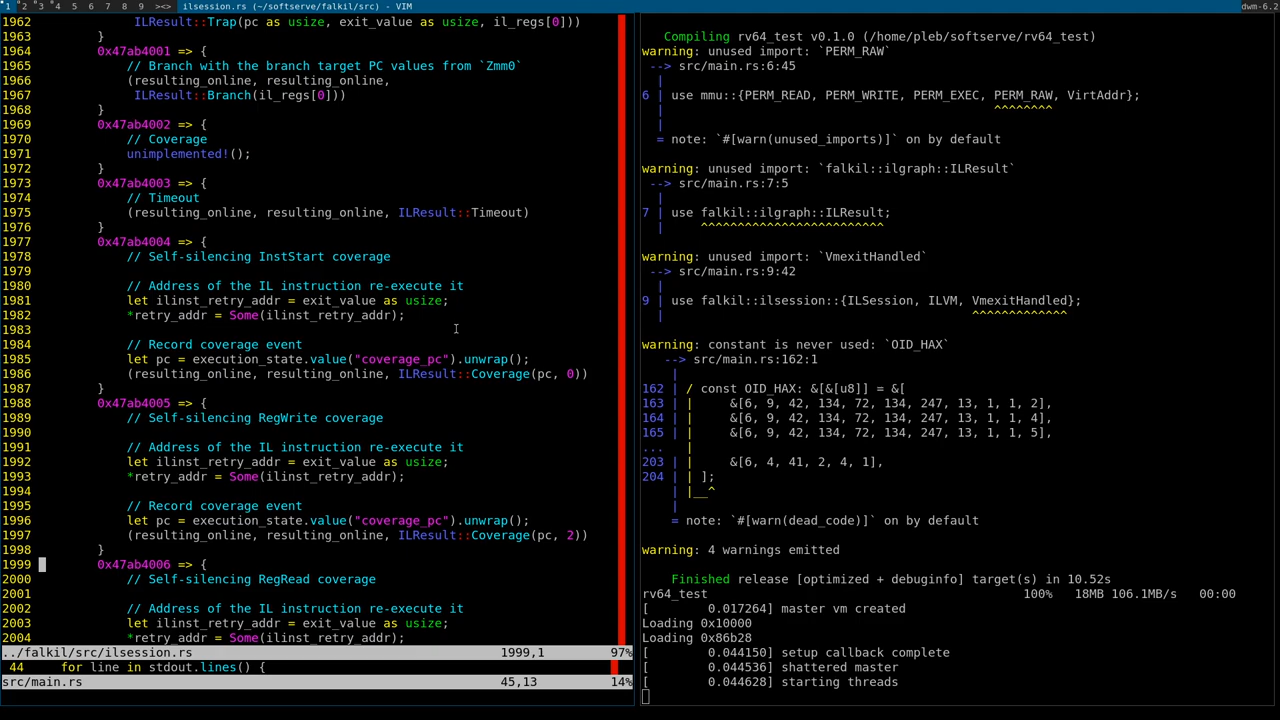 1 2 3 4 5 6 7 8 9 ><> ilsession.rs (~/softserve/falkil/src) - VIM dwm-6.2
1962 ILResult::Trap(pc as usize, exit_value as usize, il_regs[0]))
1963 }
1964 0x47ab4001 => {
1965 // Branch with the branch target PC values from `Zmm0`
1966 (resulting_online, resulting_online,
1967 ILResult::Branch(il_regs[0]))
1968 }
1969 0x47ab4002 => {
1970 // Coverage
1971 unimplemented!();
1972 }
1973 0x47ab4003 => {
1974 // Timeout
1975 (resulting_online, resulting_online, ILResult::Timeout)
1976 }
1977 0x47ab4004 => {
1978 // Self-silencing InstStart coverage
1979
1980 // Address of the IL instruction re-execute it
1981 let ilinst_retry_addr = exit_value as usize;
1982 *retry_addr = Some(ilinst_retry_addr);
1983
1984 // Record coverage event
1985 let pc = execution_state.value("coverage_pc").unwrap();
1986 (resulting_online, resulting_online, ILResult::Coverage(pc, 0))
1987 }
1988 0x47ab4005 => {
1989 // Self-silencing RegWrite coverage
1990
1991 // Address of the IL instruction re-execute it
1992 let ilinst_retry_addr = exit_value as usize;
1993 *retry_addr = Some(ilinst_retry_addr);
1994
1995 // Record coverage event
1996 let pc = execution_state.value("coverage_pc").unwrap();
1997 (resulting_online, resulting_online, ILResult::Coverage(pc, 2))
1998 }
1999 0x47ab4006 => {
2000 // Self-silencing RegRead coverage
2001
2002 // Address of the IL instruction re-execute it
2003 let ilinst_retry_addr = exit_value as usize;
2004 *retry_addr = Some(ilinst_retry_addr);
../falkil/src/ilsession.rs 1999,1 97%
44 for line in stdout.lines() {
src/main.rs 45,13 14%
Compiling rv64_test v0.1.0 (/home/pleb/softserve/rv64_test)
warning: unused import: `PERM_RAW`
--> src/main.rs:6:45
|
6 | use mmu::{PERM_READ, PERM_WRITE, PERM_EXEC, PERM_RAW, VirtAddr};
| ^^^^^^^^
|
= note: `#[warn(unused_imports)]` on by default
warning: unused import: `falkil::ilgraph::ILResult`
--> src/main.rs:7:5
|
7 | use falkil::ilgraph::ILResult;
| ^^^^^^^^^^^^^^^^^^^^^^^^^
warning: unused import: `VmexitHandled`
--> src/main.rs:9:42
|
9 | use falkil::ilsession::{ILSession, ILVM, VmexitHandled};
| ^^^^^^^^^^^^^
warning: constant is never used: `OID_HAX`
--> src/main.rs:162:1
|
162 | / const OID_HAX: &[&[u8]] = &[
163 | | &[6, 9, 42, 134, 72, 134, 247, 13, 1, 1, 2],
164 | | &[6, 9, 42, 134, 72, 134, 247, 13, 1, 1, 4],
165 | | &[6, 9, 42, 134, 72, 134, 247, 13, 1, 1, 5],
... |
203 | | &[6, 4, 41, 2, 4, 1],
204 | | ];
| |__^
|
= note: `#[warn(dead_code)]` on by default
warning: 4 warnings emitted
Finished release [optimized + debuginfo] target(s) in 10.52s
rv64_test 100% 18MB 106.1MB/s 00:00
[ 0.017264] master vm created
Loading 0x10000
Loading 0x86b28
[ 0.044150] setup callback complete
[ 0.044536] shattered master
[ 0.044628] starting threads